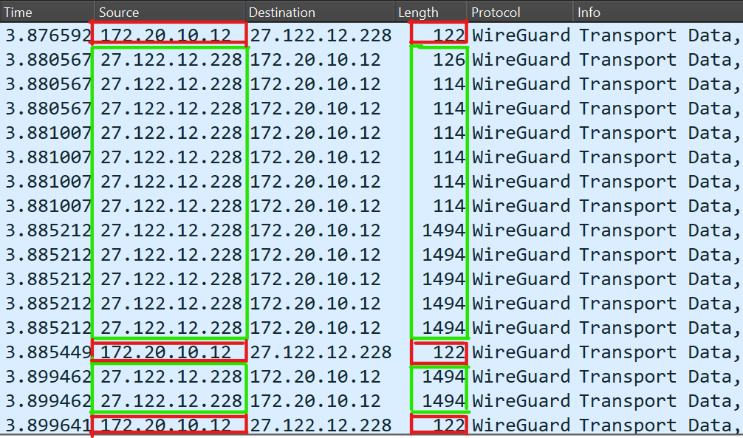 Time Source Destination Length Protocol Info
3.876592 172.20.10.12 27.122.12.228 122 WireGuard Transport Data,
3.880567 27.122.12.228 172.20.10.12 126 WireGuard Transport Data,
3.880567 27.122.12.228 172.20.10.12 114 WireGuard Transport Data,
3.880567 27.122.12.228 172.20.10.12 114 WireGuard Transport Data,
3.881007 27.122.12.228 172.20.10.12 114 WireGuard Transport Data,
3.881007 27.122.12.228 172.20.10.12 114 WireGuard Transport Data,
3.881007 27.122.12.228 172.20.10.12 114 WireGuard Transport Data,
3.881007 27.122.12.228 172.20.10.12 114 WireGuard Transport Data,
3.885212 27.122.12.228 172.20.10.12 1494 WireGuard Transport Data,
3.885212 27.122.12.228 172.20.10.12 1494 WireGuard Transport Data,
3.885212 27.122.12.228 172.20.10.12 1494 WireGuard Transport Data,
3.885212 27.122.12.228 172.20.10.12 1494 WireGuard Transport Data,
3.885212 27.122.12.228 172.20.10.12 1494 WireGuard Transport Data,
3.885449 172.20.10.12 27.122.12.228 122 WireGuard Transport Data,
3.899462 27.122.12.228 172.20.10.12 1494 WireGuard Transport Data,
3.899462 27.122.12.228 172.20.10.12 1494 WireGuard Transport Data,
3.899641 172.20.10.12 27.122.12.228 122 WireGuard Transport Data,